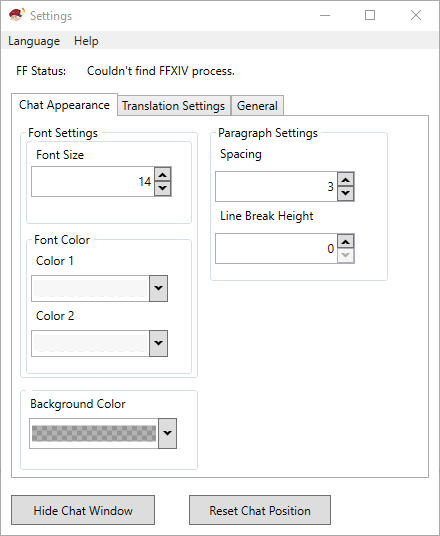 Settings
Language Help
FF Status: Couldn't find FFXIV process.
Chat Appearance Translation Settings General
Font Settings
Font Size
14
Font Color
Color 1
Color 2
Background Color
Paragraph Settings
Spacing
3
Line Break Height
0
Hide Chat Window Reset Chat Position